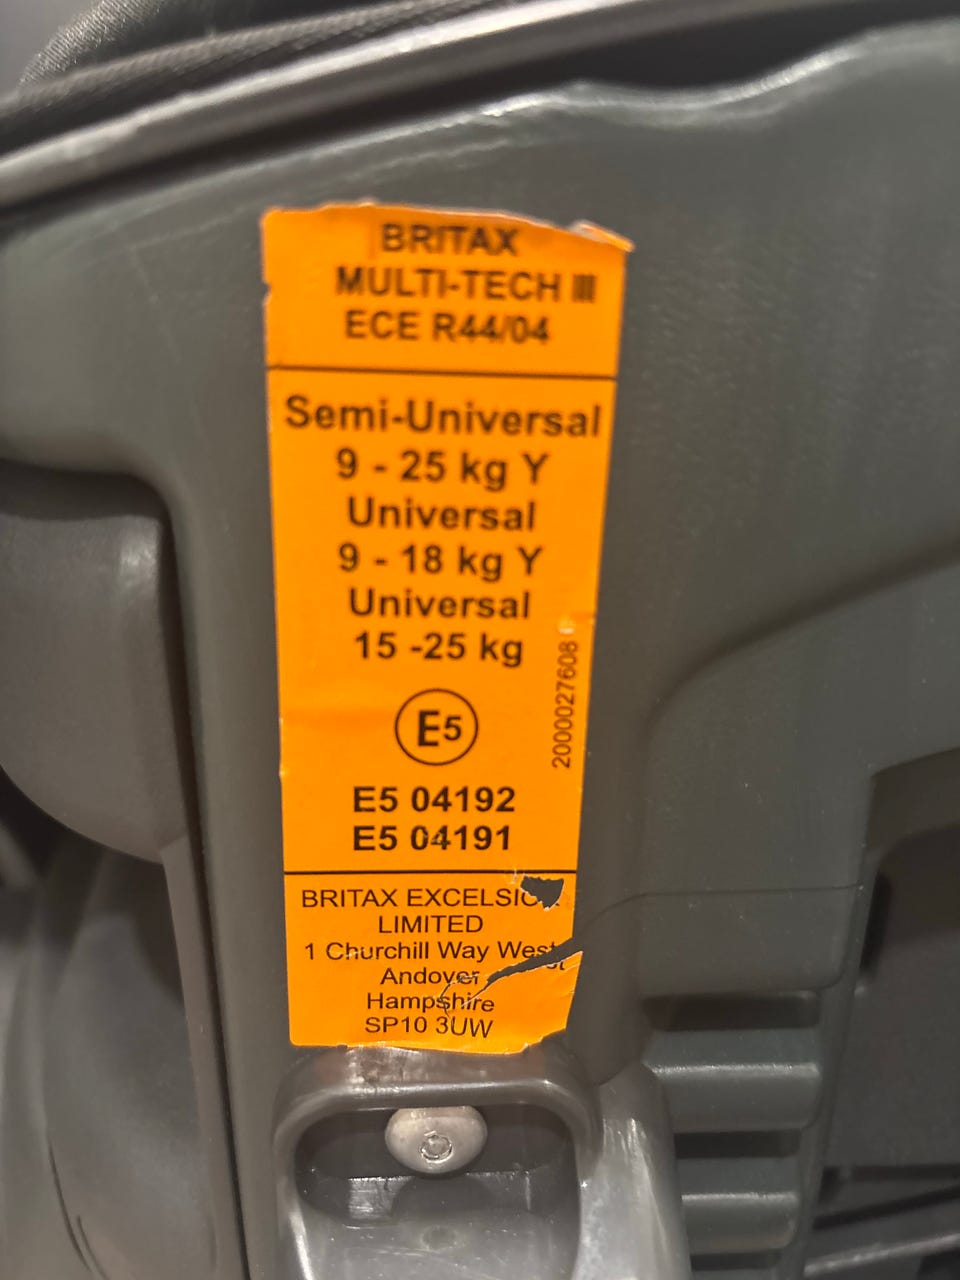 BRITAX
MULTI-TECH III
ECE R44/04
Semi-Universal
9 - 25 kg Y
Universal
9 - 18 kg Y
Universal
15 -25 kg
E5
2000027608
E5 04192
E5 04191
BRITAX EXCELSIOR
LIMITED
1 Churchill Way West
Andover
Hampshire
SP10 3UW